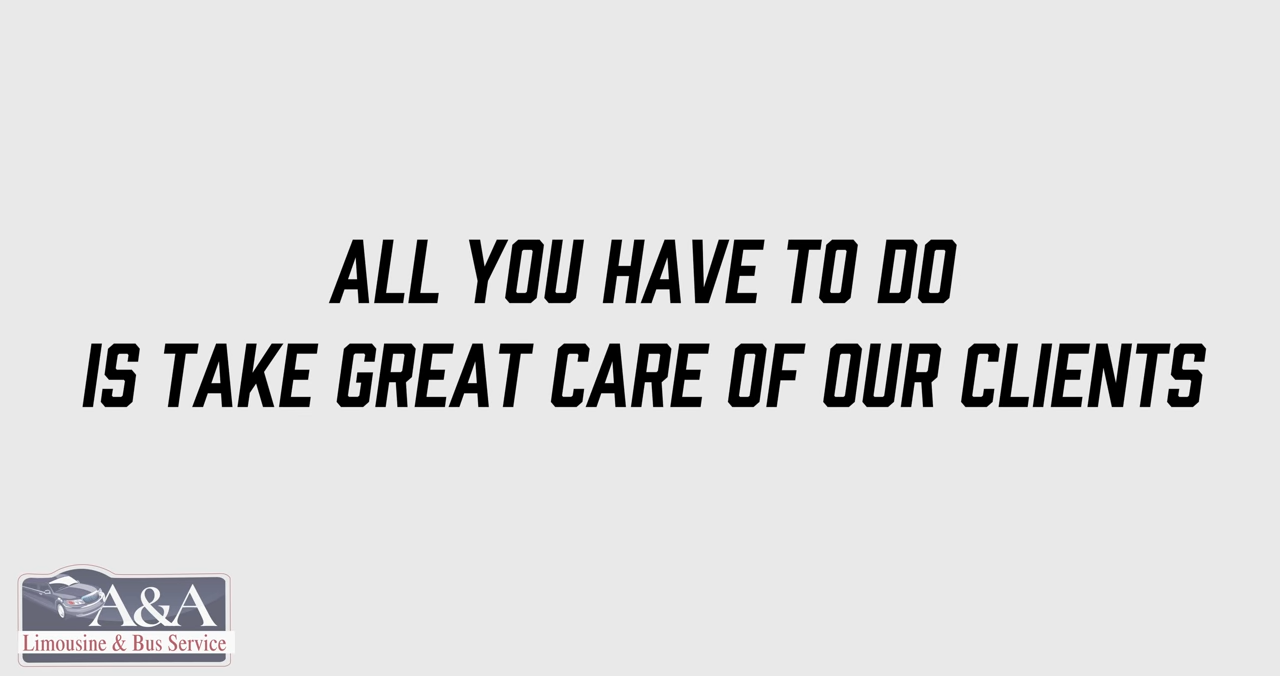 ALL YOU HAVE TO DO
IS TAKE GREAT CARE OF OUR CLIENTS
A&A
Limousine & Bus Service